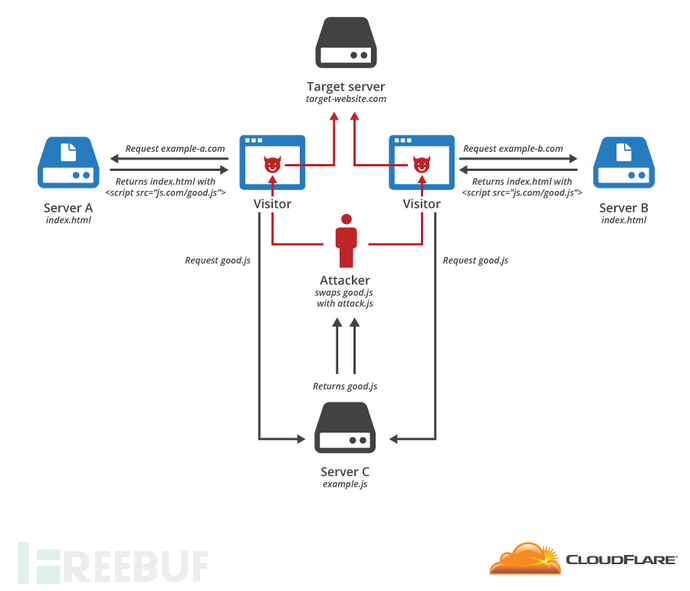 Target server
target-website.com
Request example-a.com
Request example-b.com
Returns index.html with
<script src="js.com/good.js">
Returns index.html with
<script src="js.com/good.js">
Server A
index.html
Visitor
Visitor
Server B
index.html
Request good.js
Request good.js
Attacker
swaps good.js
with attack.js
Returns good.js
Server C
example.js
FREEBUF
CLOUDFLARE